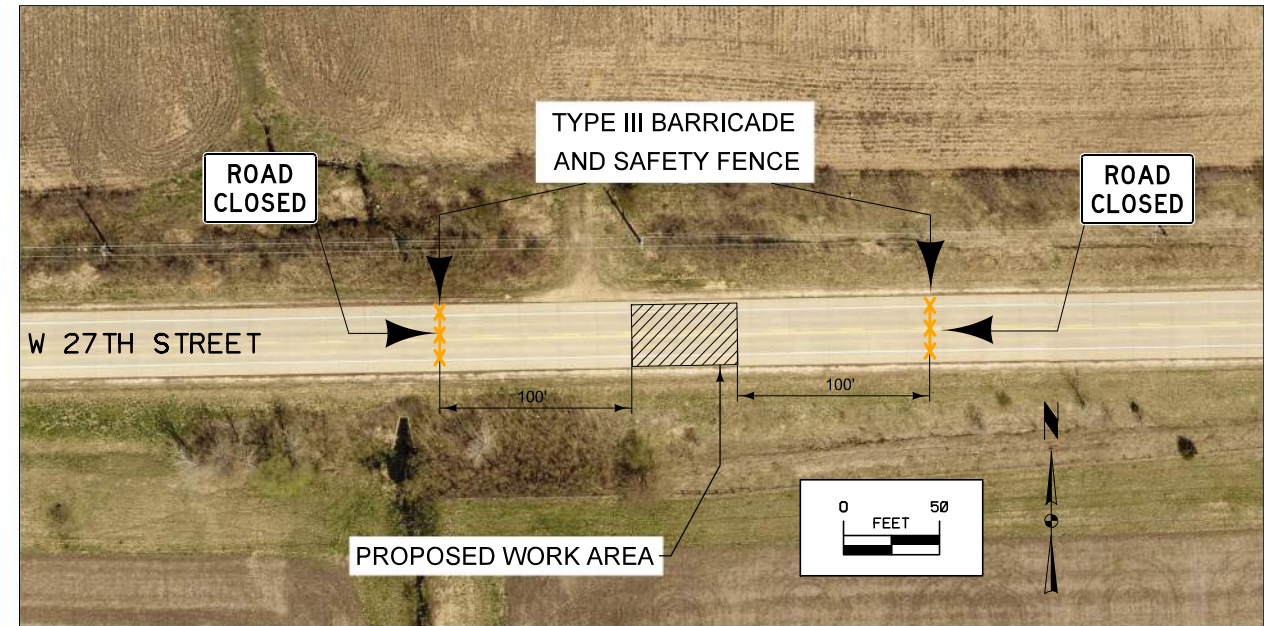 TYPE III BARRICADE
AND SAFETY FENCE
ROAD
CLOSED
ROAD
CLOSED
W 27TH STREET
100'
100'
N
0 50
FEET
PROPOSED WORK AREA